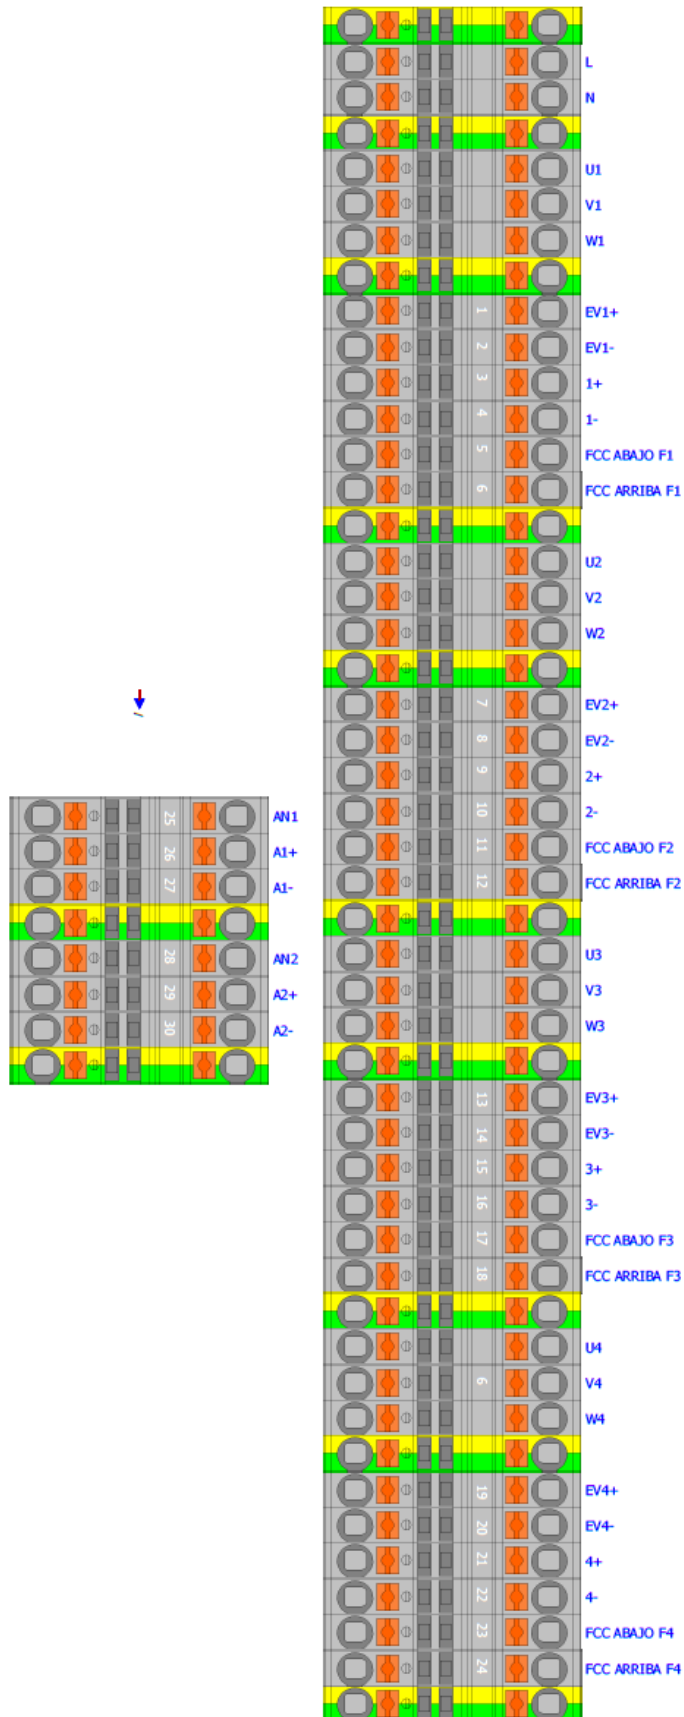 L
N
U1
V1
W1
1 EV1+
2 EV1-
3 1+
4 1-
5 FCC ABAJO F1
6 FCC ARRIBA F1
U2
V2
W2
7 EV2+
8 EV2-
9 2+
10 2-
11 FCC ABAJO F2
12 FCC ARRIBA F2
U3
V3
W3
13 EV3+
14 EV3-
15 3+
16 3-
17 FCC ABAJO F3
18 FCC ARRIBA F3
U4
6 V4
W4
19 EV4+
20 EV4-
21 4+
22 4-
23 FCC ABAJO F4
24 FCC ARRIBA F4
/
25 AN1
26 A1+
27 A1-
28 AN2
29 A2+
30 A2-